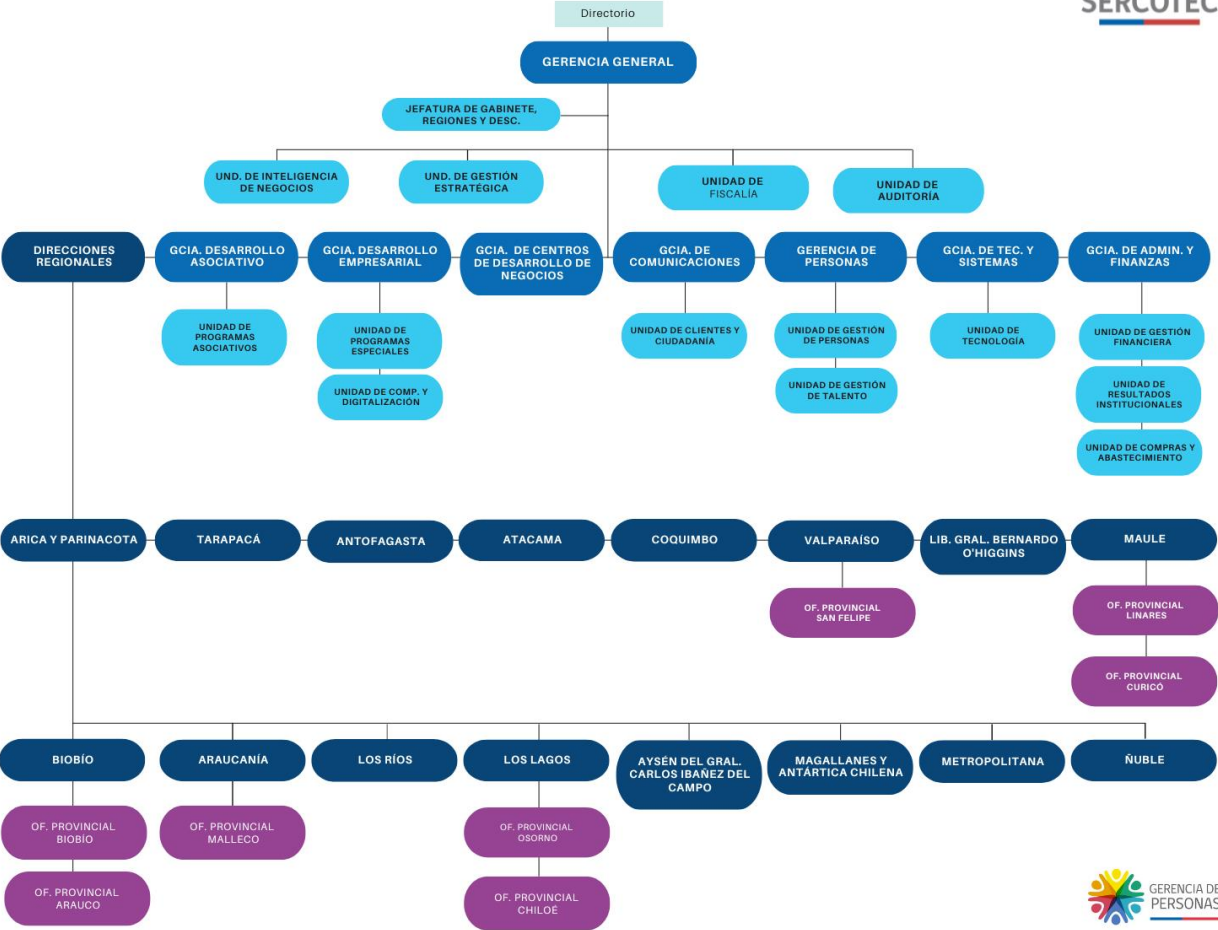 Directorio
SERCOTEC
GERENCIA GENERAL
JEFATURA DE GABINETE,
REGIONES Y DESC.
UND. DE INTELIGENCIA
DE NEGOCIOS
UND. DE GESTIÓN
ESTRATÉGICA
UNIDAD DE
FISCALÍA
UNIDAD DE
AUDITORÍA
DIRECCIONES
REGIONALES
GCIA. DESARROLLO
ASOCIATIVO
GCIA. DESARROLLO
EMPRESARIAL
GCIA. DE CENTROS
DE DESARROLLO DE
NEGOCIOS
GCIA. DE
COMUNICACIONES
GERENCIA DE
PERSONAS
GCIA. DE TEC. Y
SISTEMAS
GCIA. DE ADMIN. Y
FINANZAS
UNIDAD DE
PROGRAMAS
ASOCIATIVOS
UNIDAD DE
PROGRAMAS
ESPECIALES
UNIDAD DE COMP. Y
DIGITALIZACIÓN
UNIDAD DE CLIENTES Y
CIUDADANÍA
UNIDAD DE GESTIÓN
DE PERSONAS
UNIDAD DE GESTIÓN
DE TALENTO
UNIDAD DE
TECNOLOGÍA
UNIDAD DE GESTIÓN
FINANCIERA
UNIDAD DE
RESULTADOS
INSTITUCIONALES
UNIDAD DE COMPRAS Y
ABASTECIMIENTO
ARICA Y PARINACOTA
TARAPACÁ
ANTOFAGASTA
ATACAMA
COQUIMBO
VALPARAÍSO
LIB. GRAL. BERNARDO
O'HIGGINS
MAULE
OF. PROVINCIAL
SAN FELIPE
OF. PROVINCIAL
LINARES
OF. PROVINCIAL
CURICÓ
BIOBÍO
ARAUCANÍA
LOS RÍOS
LOS LAGOS
AYSÉN DEL GRAL.
CARLOS IBAÑEZ DEL
CAMPO
MAGALLANES Y
ANTÁRTICA CHILENA
METROPOLITANA
ÑUBLE
OF. PROVINCIAL
BIOBÍO
OF. PROVINCIAL
MALLECO
OF. PROVINCIAL
OSORNO
OF. PROVINCIAL
ARAUCO
OF. PROVINCIAL
CHILOÉ
GERENCIA DE
PERSONAS